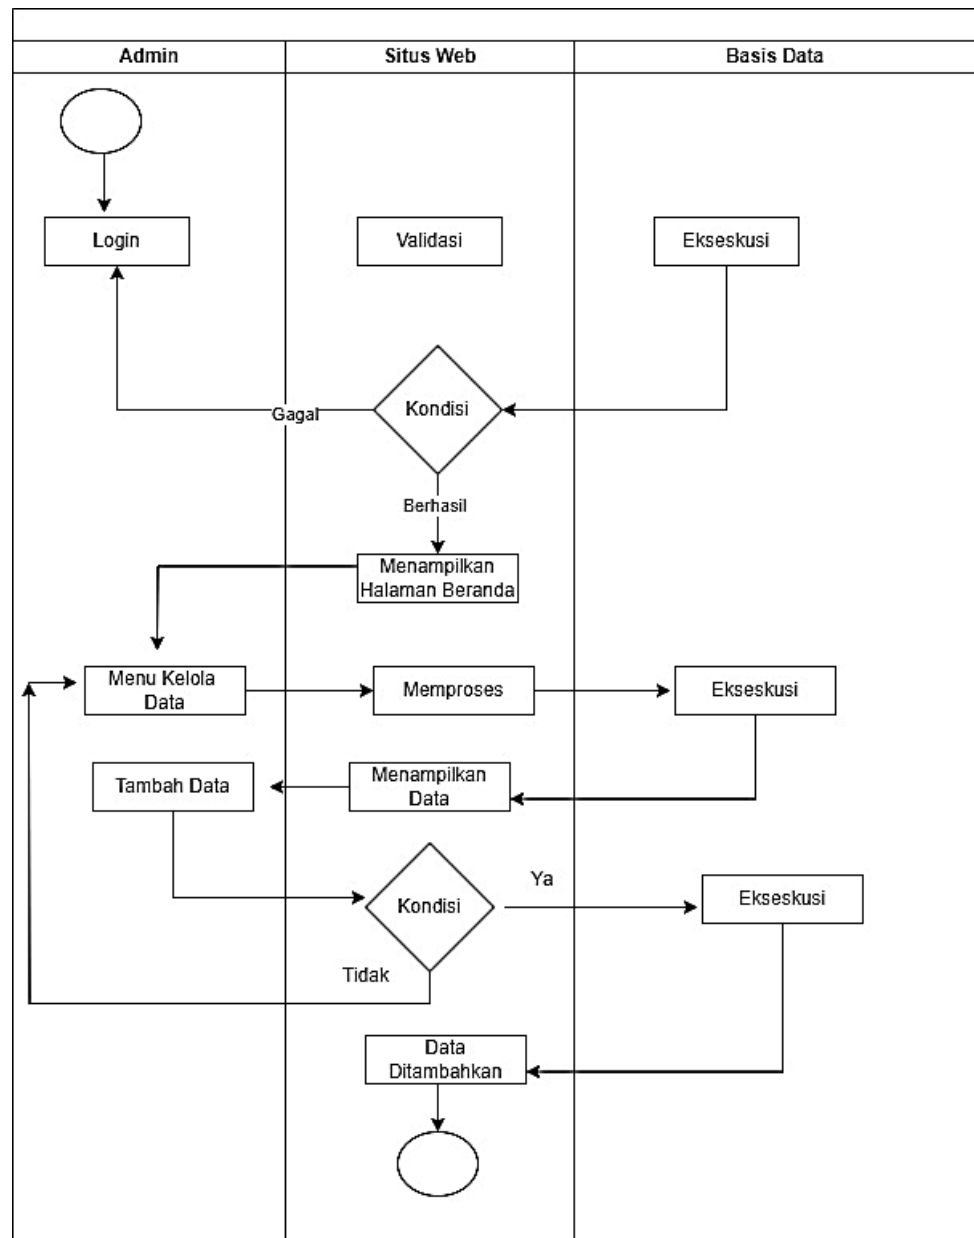 Admin
Situs Web
Basis Data
Login
Validasi
Ekseskusi
Gagal
Kondisi
Berhasil
Menampilkan
Halaman Beranda
Menu Kelola
Data
Memproses
Ekseskusi
Tambah Data
Menampilkan
Data
Kondisi
Ya
Ekseskusi
Tidak
Data
Ditambahkan